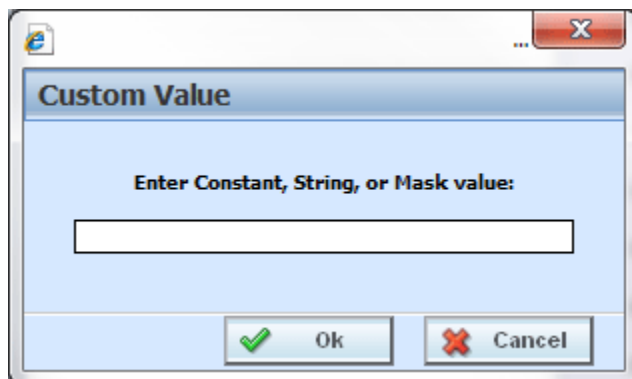 ...
Custom Value
Enter Constant, String, or Mask value:
Ok
Cancel